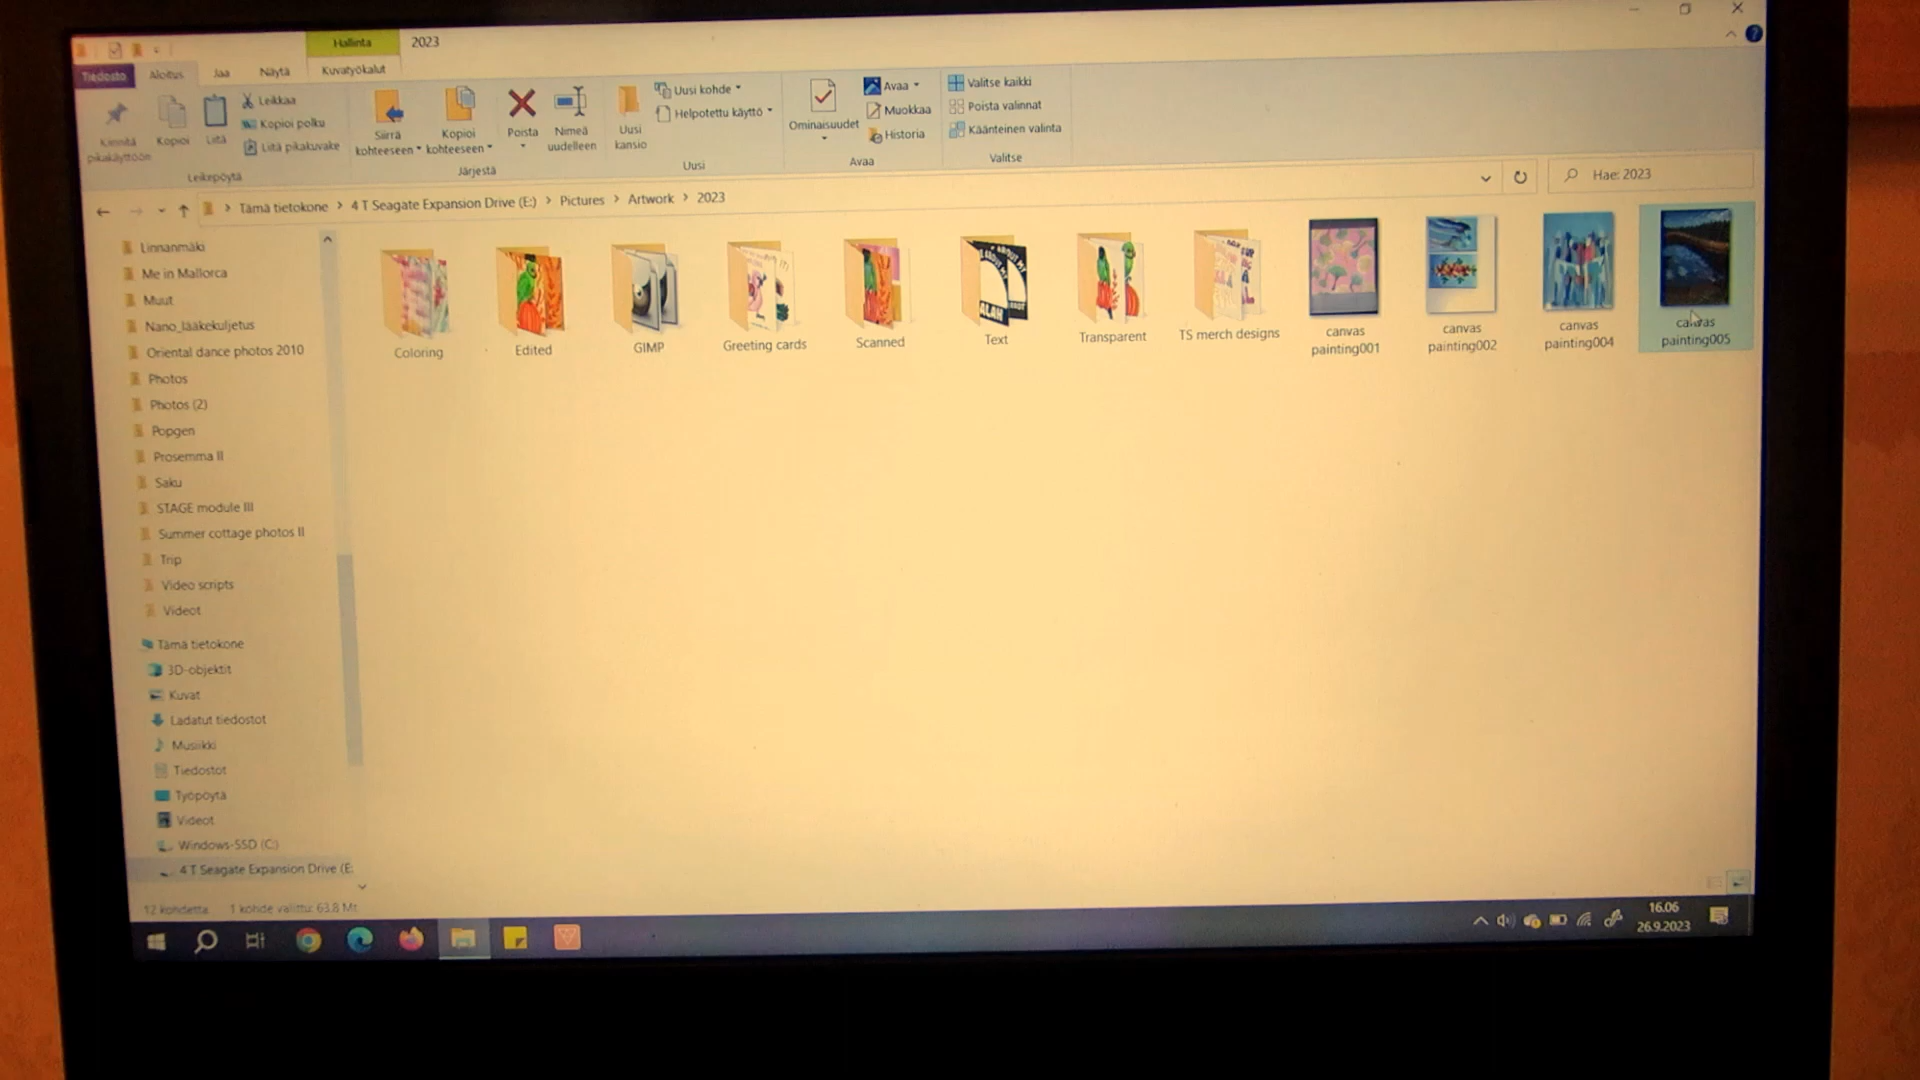 Hallinta 2023
Tiedosto Aloitus Jaa Näytä Kuvatyökalut
Kiinnitä pikakäyttöön
Kopioi
Liitä
Leikkaa
Kopioi polku
Liitä pikakuvake
Leikepöytä
Siirrä kohteeseen
Kopioi kohteeseen
Poista
Nimeä uudelleen
Järjestä
Uusi kansio
Uusi kohde
Helpotettu käyttö
Uusi
Ominaisuudet
Avaa
Muokkaa
Historia
Avaa
Valitse kaikki
Poista valinnat
Käänteinen valinta
Valitse
Tämä tietokone > 4 T Seagate Expansion Drive (E:) > Pictures > Artwork > 2023
Hae: 2023
Linnanmäki
Me in Mallorca
Muut
Nano_lääkekuljetus
Oriental dance photos 2010
Photos
Photos (2)
Popgen
Prosemma II
Saku
STAGE module III
Summer cottage photos II
Trip
Video scripts
Videot
Tämä tietokone
3D-objektit
Kuvat
Ladatut tiedostot
Musiikki
Tiedostot
Työpöytä
Videot
Windows-SSD (C:)
4 T Seagate Expansion Drive (E:
Coloring
Edited
GIMP
Greeting cards
Scanned
Text
Transparent
TS merch designs
canvas
painting001
canvas
painting002
canvas
painting004
canvas
painting005
12 kohdetta 1 kohde valittu: 63,8 Mt
16.06
26.9.2023